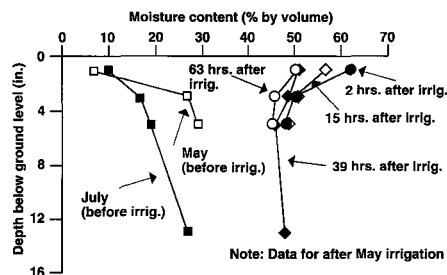 Moisture content (% by volume)
0 10 20 30 40 50 60 70
Depth below ground level (in.)
0
4
8
12
16
63 hrs. after
irrig.
2 hrs. after irrig.
15 hrs. after irrig.
39 hrs. after irrig.
May
(before irrig.)
July
(before irrig.)
Note: Data for after May irrigation